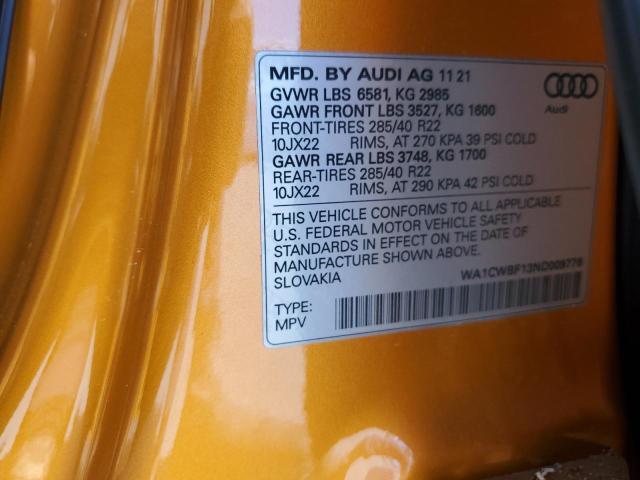 MFD. BY AUDI AG 11 21
GVWR LBS 6581, KG 2985
GAWR FRONT LBS 3527, KG 1600
FRONT-TIRES 285/40 R22
10JX22 RIMS, AT 270 KPA 39 PSI COLD
GAWR REAR LBS 3748, KG 1700
REAR-TIRES 285/40 R22
10JX22 RIMS, AT 290 KPA 42 PSI COLD
Audi
THIS VEHICLE CONFORMS TO ALL APPLICABLE
U.S. FEDERAL MOTOR VEHICLE SAFETY
STANDARDS IN EFFECT ON THE DATE OF
MANUFACTURE SHOWN ABOVE.
SLOVAKIA
WA1CWBF13ND009776
TYPE:
MPV